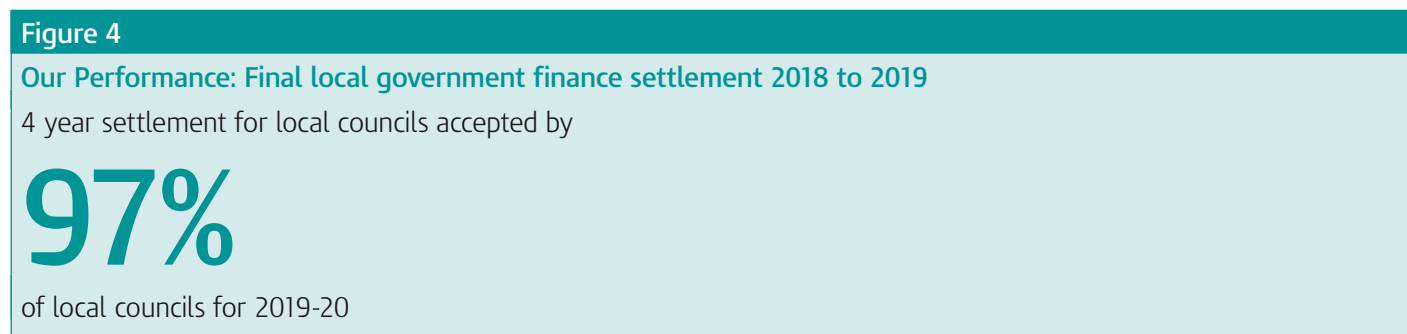 Figure 4
Our Performance: Final local government finance settlement 2018 to 2019
4 year settlement for local councils accepted by
97%
of local councils for 2019-20